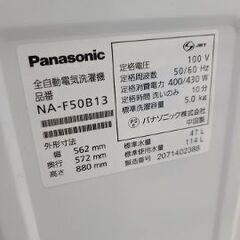 Panasonic
全自動電気洗濯機
品番
NA-F50B13
外形寸法
幅 562 mm
奥行 572 mm
高さ 880 mm
JET
定格電圧 100 V
定格周波数 50/60 Hz
定格消費電力 400/430 W
定格時間 洗いのみ 10分
標準洗濯容量 5.0 kg
パナソニック株式会社
中国製
標準水量 47 L
標準使用水量 114 L
2071402388